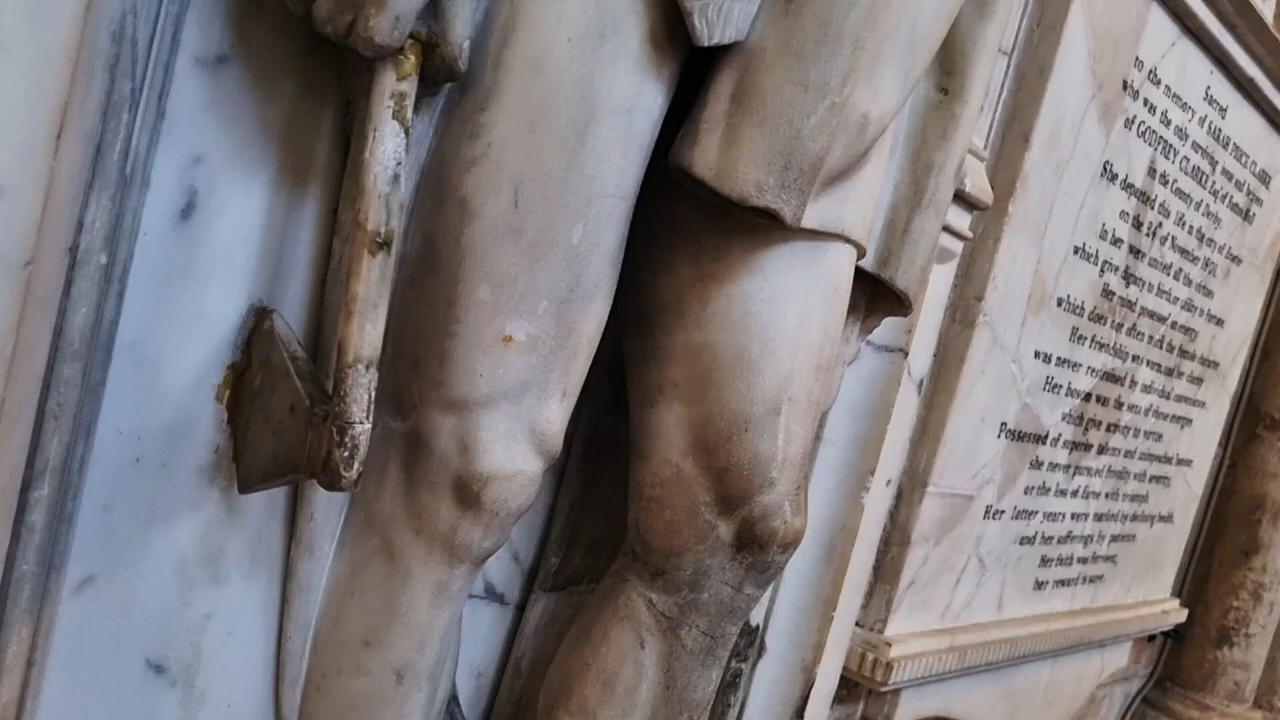 Sacred
to the memory of SARAH PRICE CLARKE,
who was the only surviving issue and heiress
of GODFREY CLARKE Esqr of Sutton Hall
in the County of Derby.
She departed this life in the city of Exeter
on the of November
In her were united all the virtues
which give dignity to birth, or utility to fortune.
Her mind possessed an energy
which does not often mark the female character
Her friendship was warm, and her charity
was never restrained by individual convenience.
Her bosom was the seat of those energies
which give activity to virtue.
Possessed of superior talents and unimpeached honour,
she never pursued frivolity with severity,
or the loss of fame with triumph.
Her latter years were marked by declining health,
and her sufferings by patience.
Her faith was fervent,
her reward is sure.